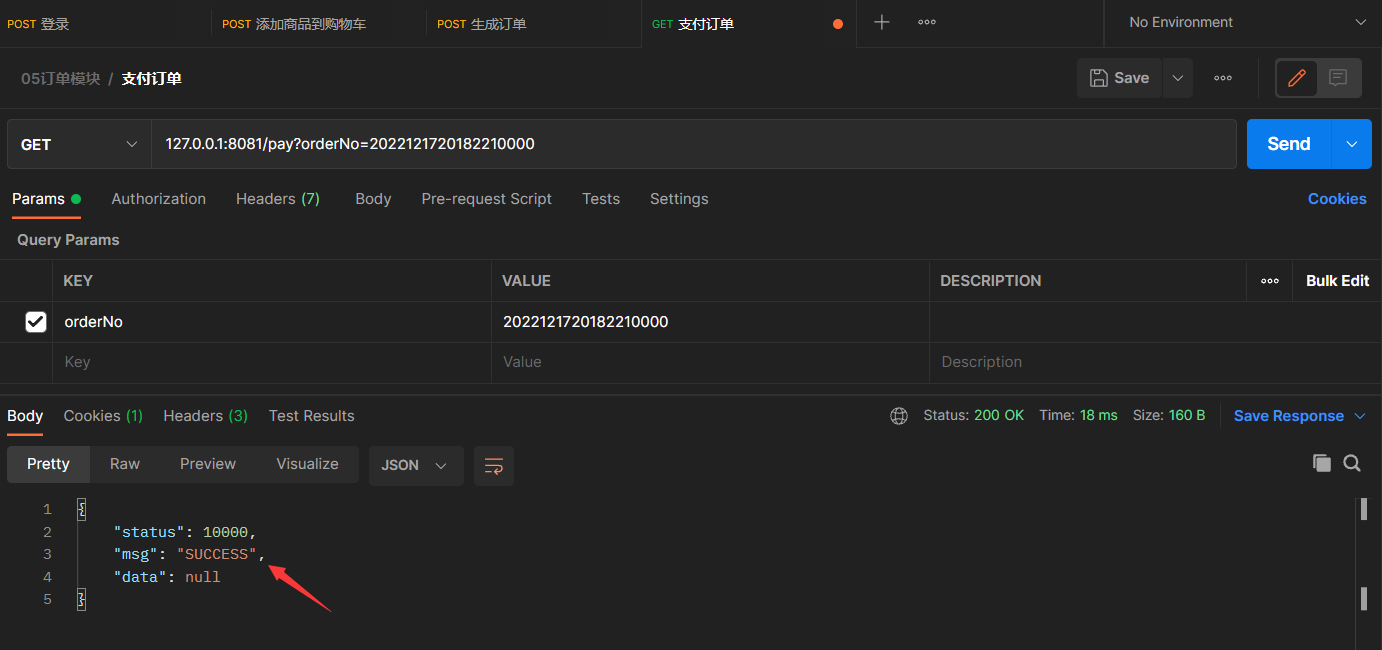 POST 登录 POST 添加商品到购物车 POST 生成订单 GET 支付订单 No Environment
05订单模块 / 支付订单 Save
GET 127.0.0.1:8081/pay?orderNo=2022121720182210000 Send
Params Authorization Headers (7) Body Pre-request Script Tests Settings Cookies
Query Params
KEY VALUE DESCRIPTION Bulk Edit
orderNo 2022121720182210000
Key Value Description
Body Cookies (1) Headers (3) Test Results Status: 200 OK Time: 18 ms Size: 160 B Save Response
Pretty Raw Preview Visualize JSON
1 {
2 "status": 10000,
3 "msg": "SUCCESS",
4 "data": null
5 }